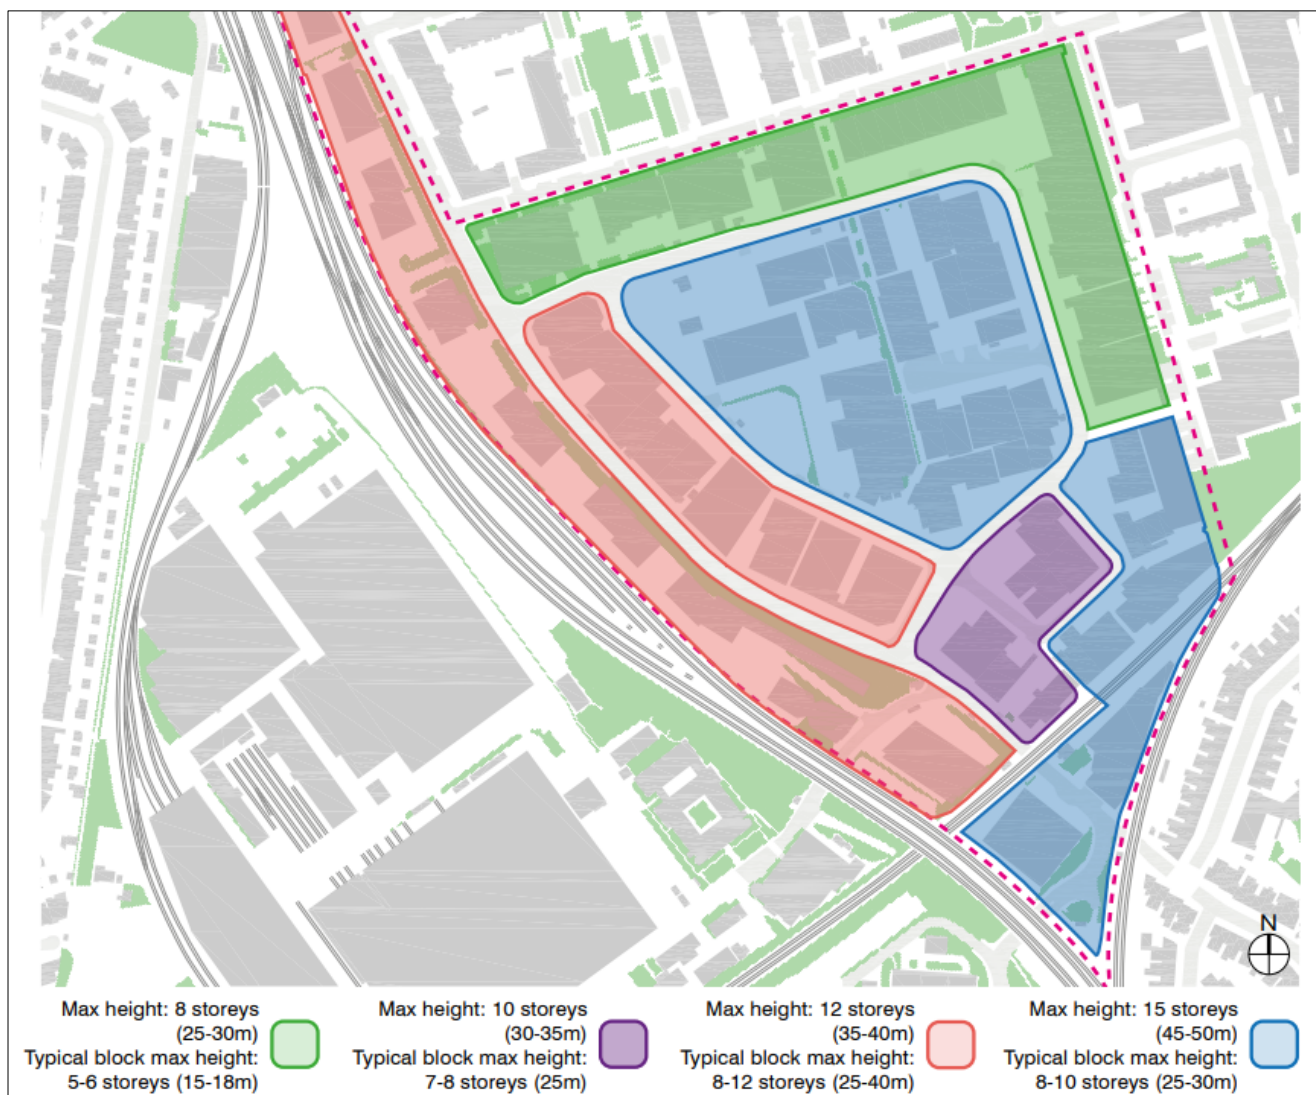 N
Max height: 8 storeys
(25-30m)
Typical block max height:
5-6 storeys (15-18m)
Max height: 10 storeys
(30-35m)
Typical block max height:
7-8 storeys (25m)
Max height: 12 storeys
(35-40m)
Typical block max height:
8-12 storeys (25-40m)
Max height: 15 storeys
(45-50m)
Typical block max height:
8-10 storeys (25-30m)